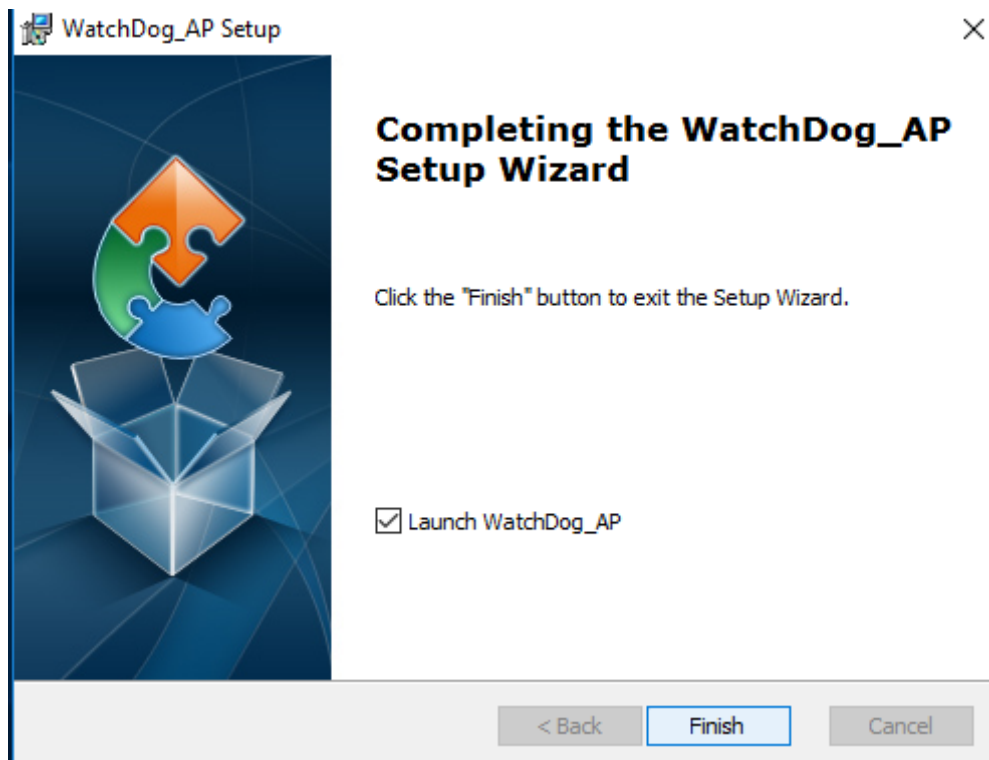 WatchDog_AP Setup
Completing the WatchDog_AP
Setup Wizard
Click the "Finish" button to exit the Setup Wizard.
Launch WatchDog_AP
< Back Finish Cancel